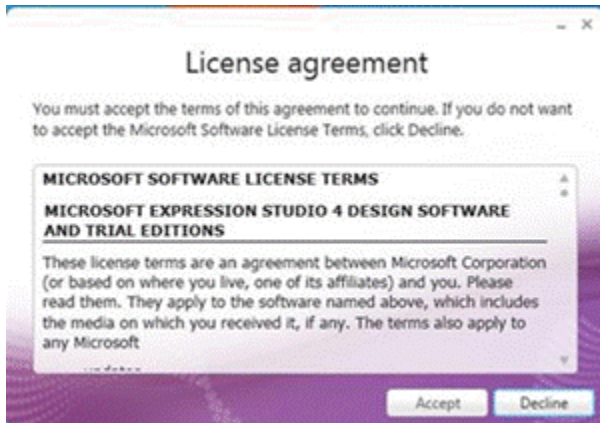 License agreement
You must accept the terms of this agreement to continue. If you do not want
to accept the Microsoft Software License Terms, click Decline.
MICROSOFT SOFTWARE LICENSE TERMS
MICROSOFT EXPRESSION STUDIO 4 DESIGN SOFTWARE
AND TRIAL EDITIONS
These license terms are an agreement between Microsoft Corporation
(or based on where you live, one of its affiliates) and you. Please
read them. They apply to the software named above, which includes
the media on which you received it, if any. The terms also apply to
any Microsoft
Accept Decline